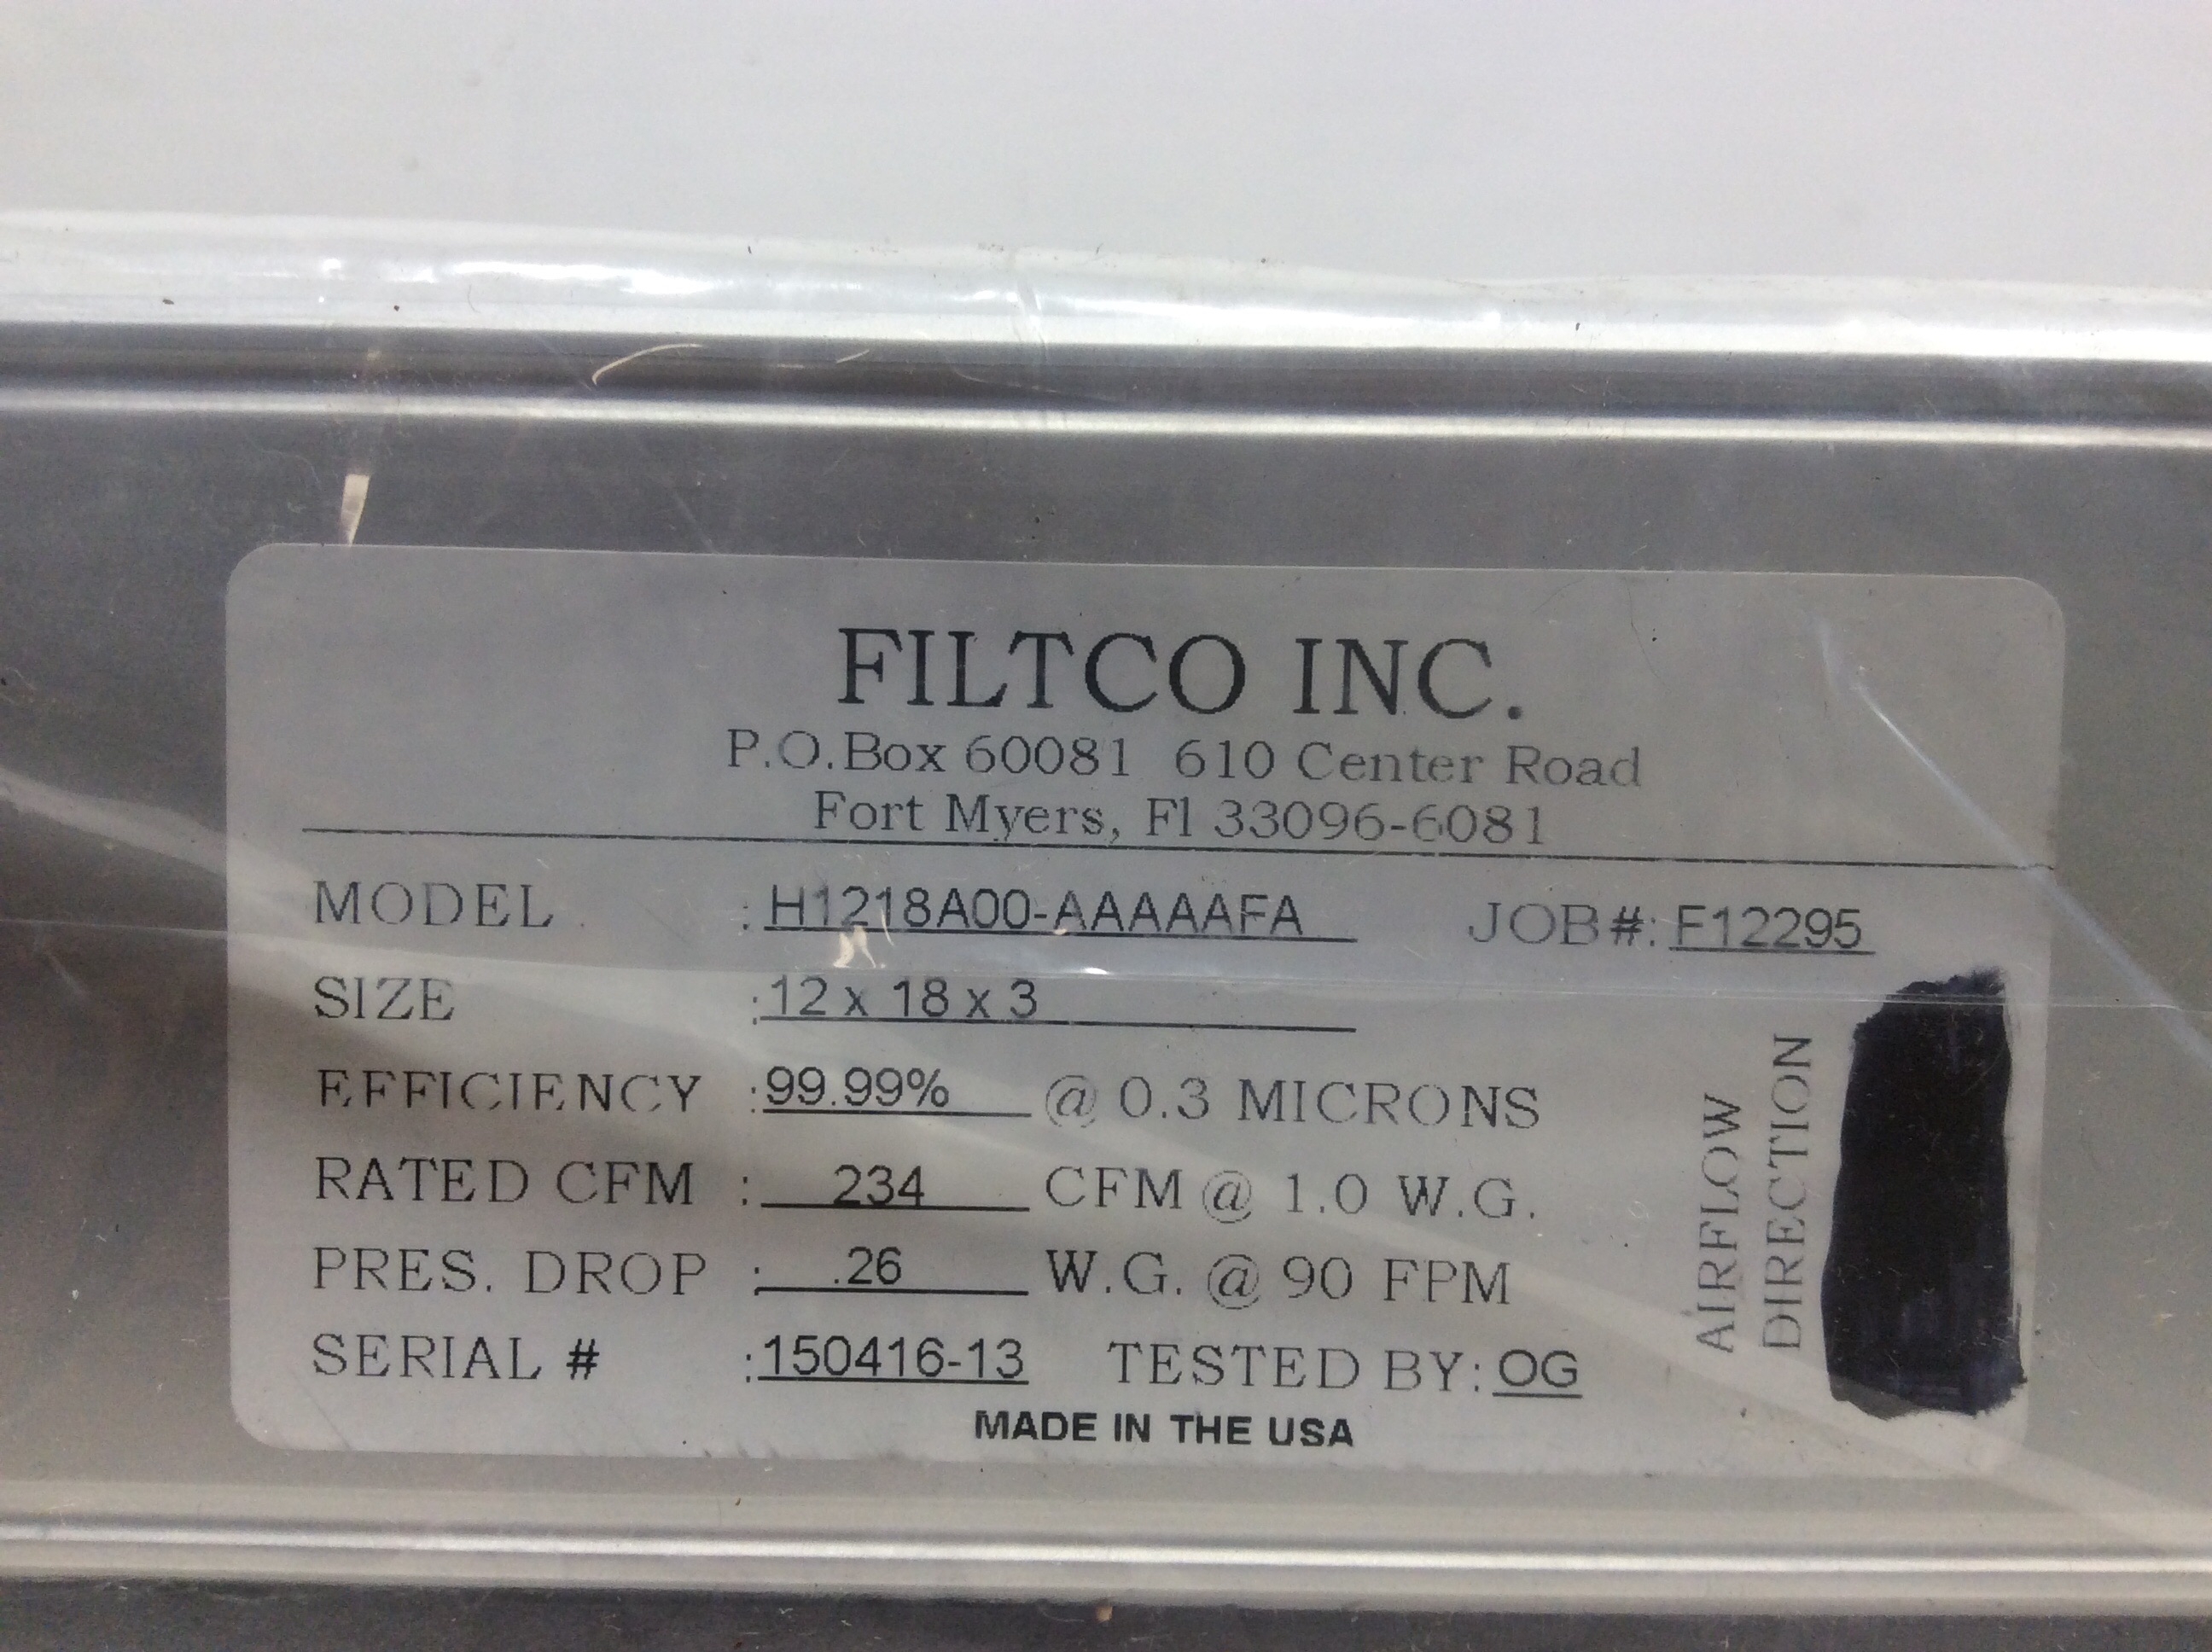 FILTCO INC.
P.O.Box 60081 610 Center Road
Fort Myers, Fl 33096-6081
MODEL : H1218A00-AAAAAFA JOB#: F12295
SIZE : 12 x 18 x 3
EFFICIENCY : 99.99% @ 0.3 MICRONS
RATED CFM : 234 CFM @ 1.0 W.G.
PRES. DROP : .26 W.G. @ 90 FPM
SERIAL # : 150416-13 TESTED BY: OG
MADE IN THE USA
AIRFLOW
DIRECTION